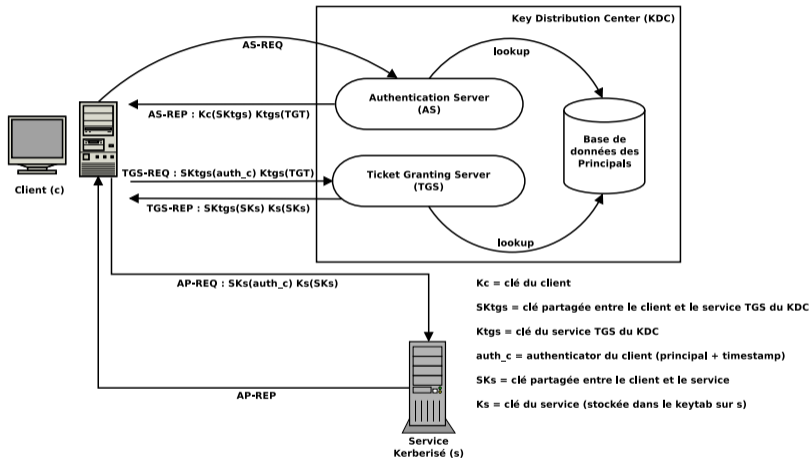 Key Distribution Center (KDC)
AS-REQ
lookup
Authentication Server
(AS)
AS-REP : Kc(SKtgs) Ktgs(TGT)
Base de
données des
Principals
TGS-REQ : SKtgs(auth_c) Ktgs(TGT)
Ticket Granting Server
(TGS)
Client (c)
TGS-REP : SKtgs(SKs) Ks(SKs)
lookup
AP-REQ : SKs(auth_c) Ks(SKs)
Kc = clé du client
SKtgs = clé partagée entre le client et le service TGS du KDC
Ktgs = clé du service TGS du KDC
auth_c = authenticator du client (principal + timestamp)
SKs = clé partagée entre le client et le service
Ks = clé du service (stockée dans le keytab sur s)
AP-REP
Service
Kerberisé (s)